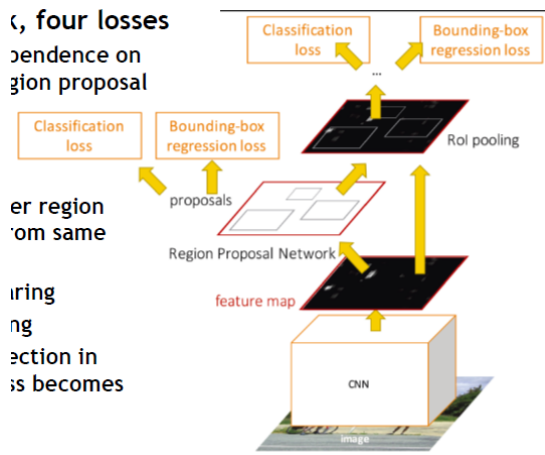 k, four losses
pendence on
gion proposal
er region
rom same
aring
ng
ection in
ss becomes
Classification
loss
Bounding-box
regression loss
...
RoI pooling
Classification
loss
Bounding-box
regression loss
proposals
Region Proposal Network
feature map
CNN
image